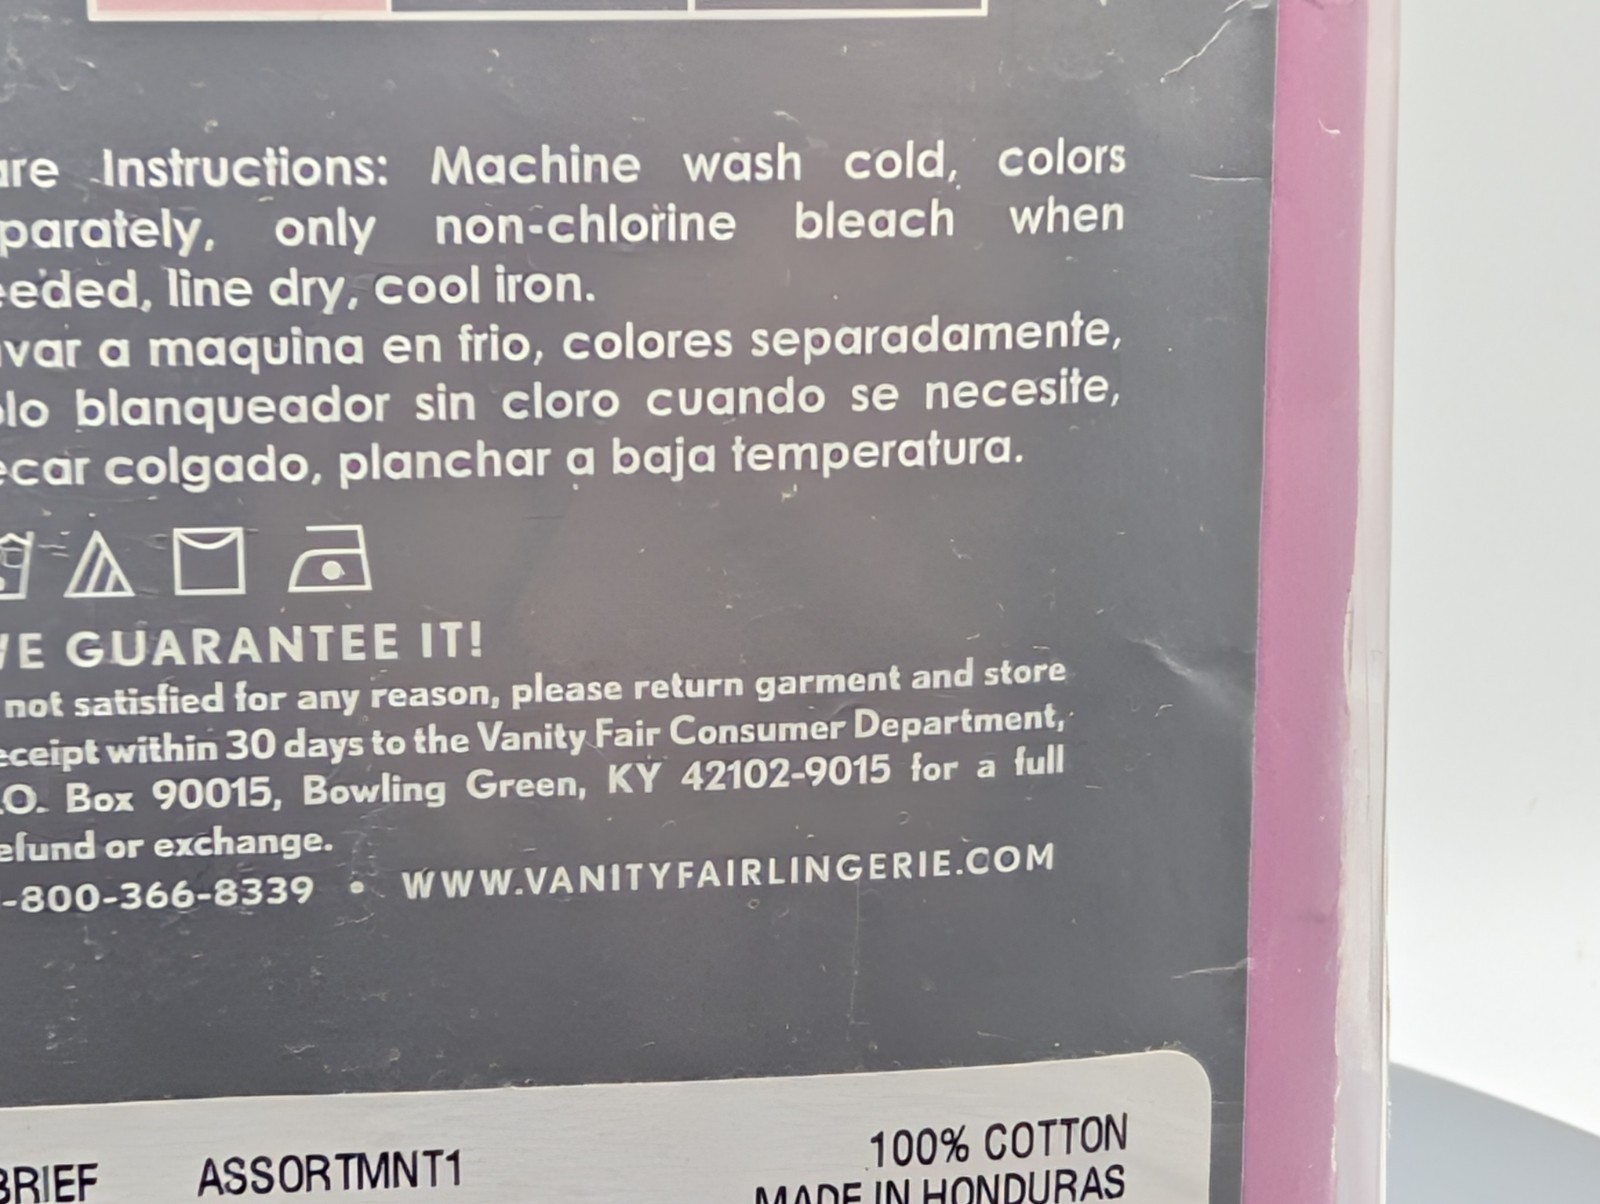 are Instructions: Machine wash cold, colors
parately, only non-chlorine bleach when
eeded, line dry, cool iron.
var a maquina en frio, colores separadamente,
olo blanqueador sin cloro cuando se necesite,
ecar colgado, planchar a baja temperatura.
WE GUARANTEE IT!
not satisfied for any reason, please return garment and store
eceipt within 30 days to the Vanity Fair Consumer Department,
.O. Box 90015, Bowling Green, KY 42102-9015 for a full
efund or exchange.
-800-366-8339 • WWW.VANITYFAIRLINGERIE.COM
100% COTTON
BRIEF ASSORTMNT1
MADE IN HONDURAS